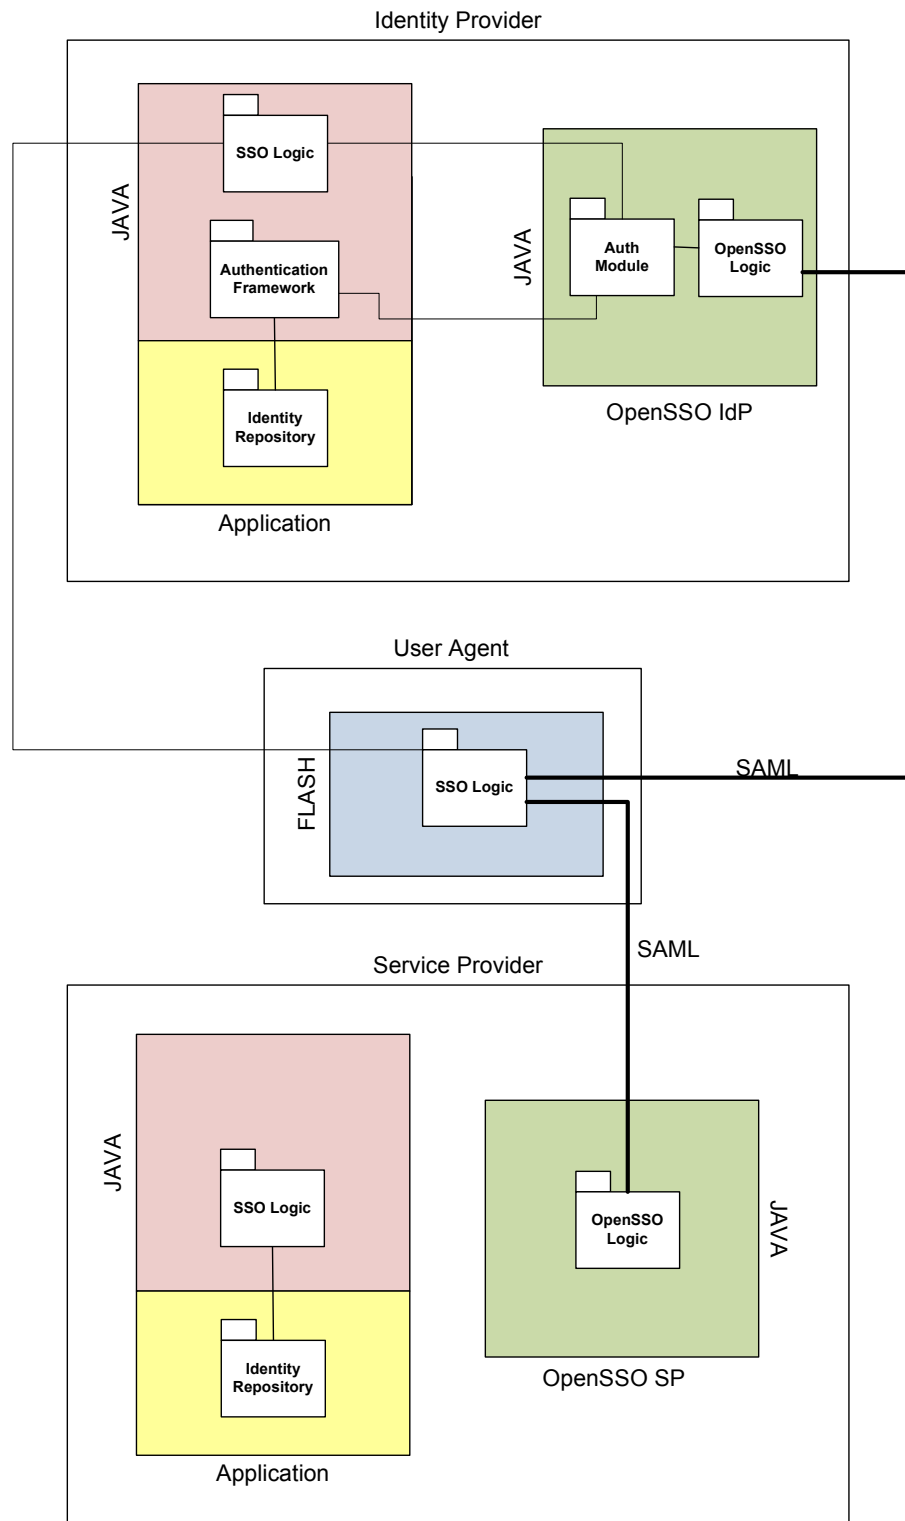 Identity Provider
JAVA
SSO Logic
Authentication
Framework
Identity
Repository
Application
JAVA
Auth
Module
OpenSSO
Logic
OpenSSO IdP
User Agent
FLASH
SSO Logic
SAML
SAML
Service Provider
JAVA
SSO Logic
Identity
Repository
Application
OpenSSO
Logic
JAVA
OpenSSO SP